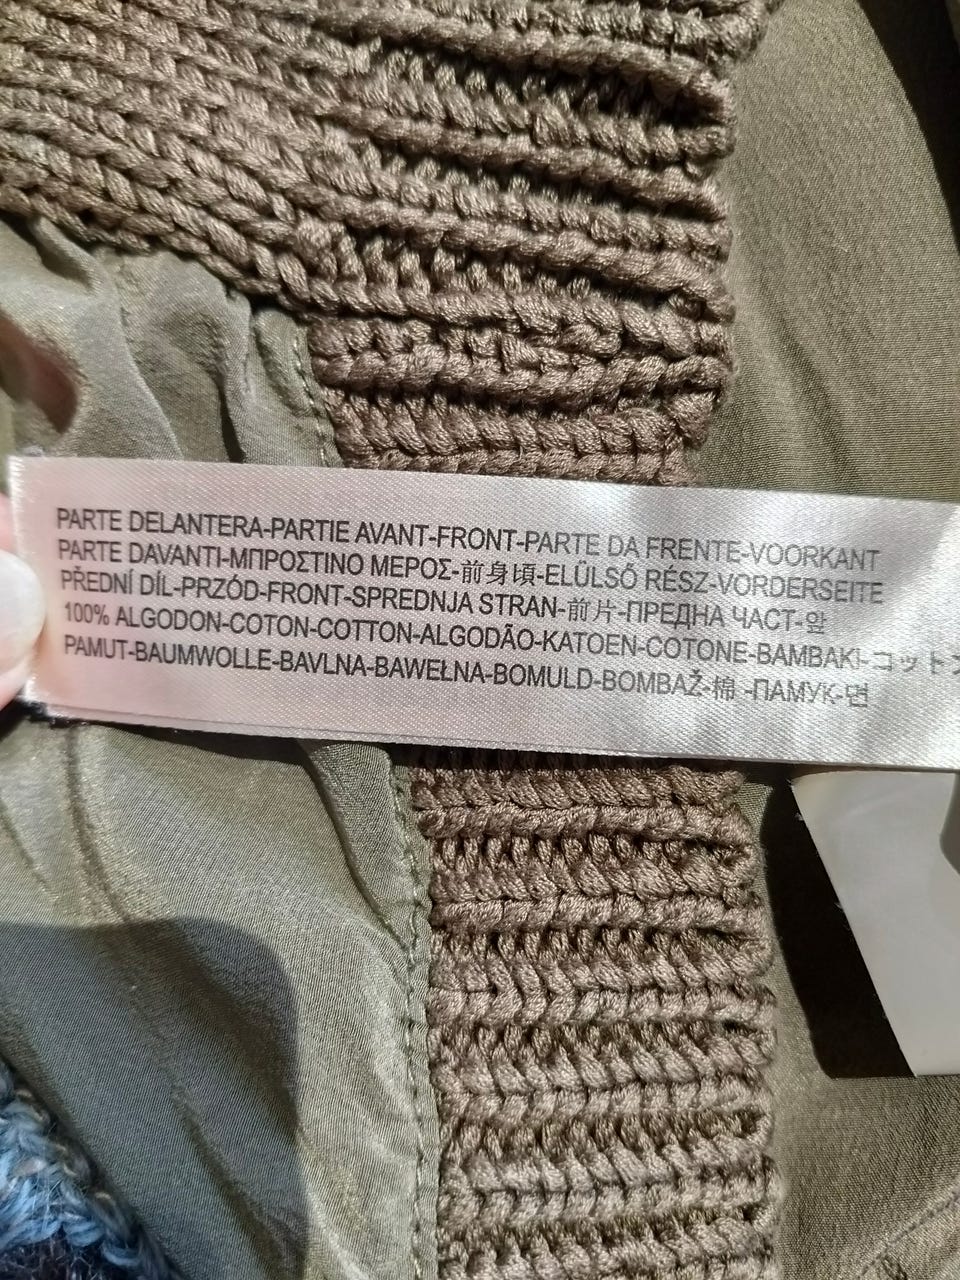 PARTE DELANTERA-PARTIE AVANT-FRONT-PARTE DA FRENTE-VOORKANT
PARTE DAVANTI-ΜΠΡΟΣΤΙΝΟ ΜΕΡΟΣ-前身頃-ELÜLSŐ RÉSZ-VORDERSEITE
PŘEDNÍ DÍL-PRZÓD-FRONT-SPREDNJA STRAN-前片-ПРЕДНА ЧАСТ-앞
100% ALGODON-COTON-COTTON-ALGODÃO-KATOEN-COTONE-BAMBAKI-コット
PAMUT-BAUMWOLLE-BAVLNA-BAWEŁNA-BOMULD-BOMBAŽ-棉 -ПАМУК-면